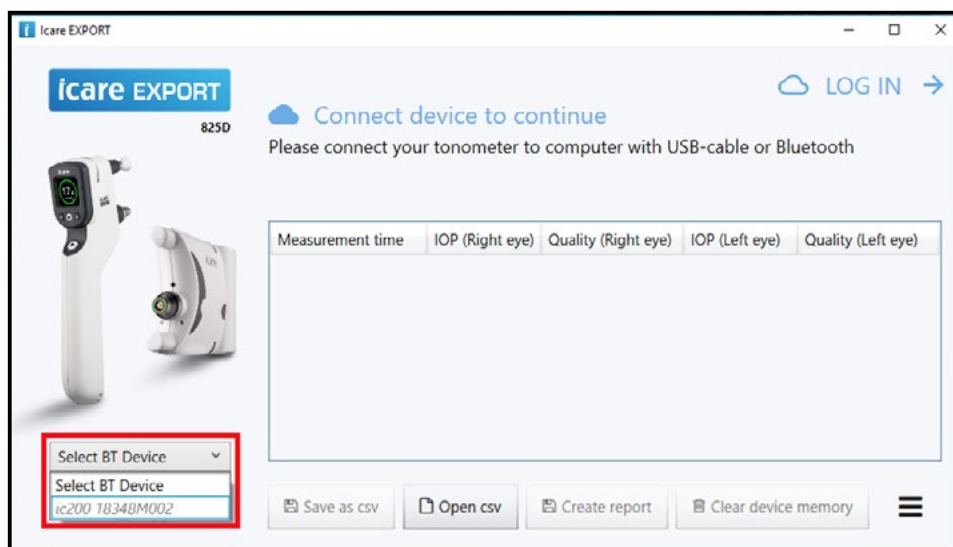 Icare EXPORT
icare EXPORT
825D
LOG IN
Connect device to continue
Please connect your tonometer to computer with USB-cable or Bluetooth
Measurement time IOP (Right eye) Quality (Right eye) IOP (Left eye) Quality (Left eye)
Select BT Device
Select BT Device
ic200 1834BM002
Save as csv Open csv Create report Clear device memory